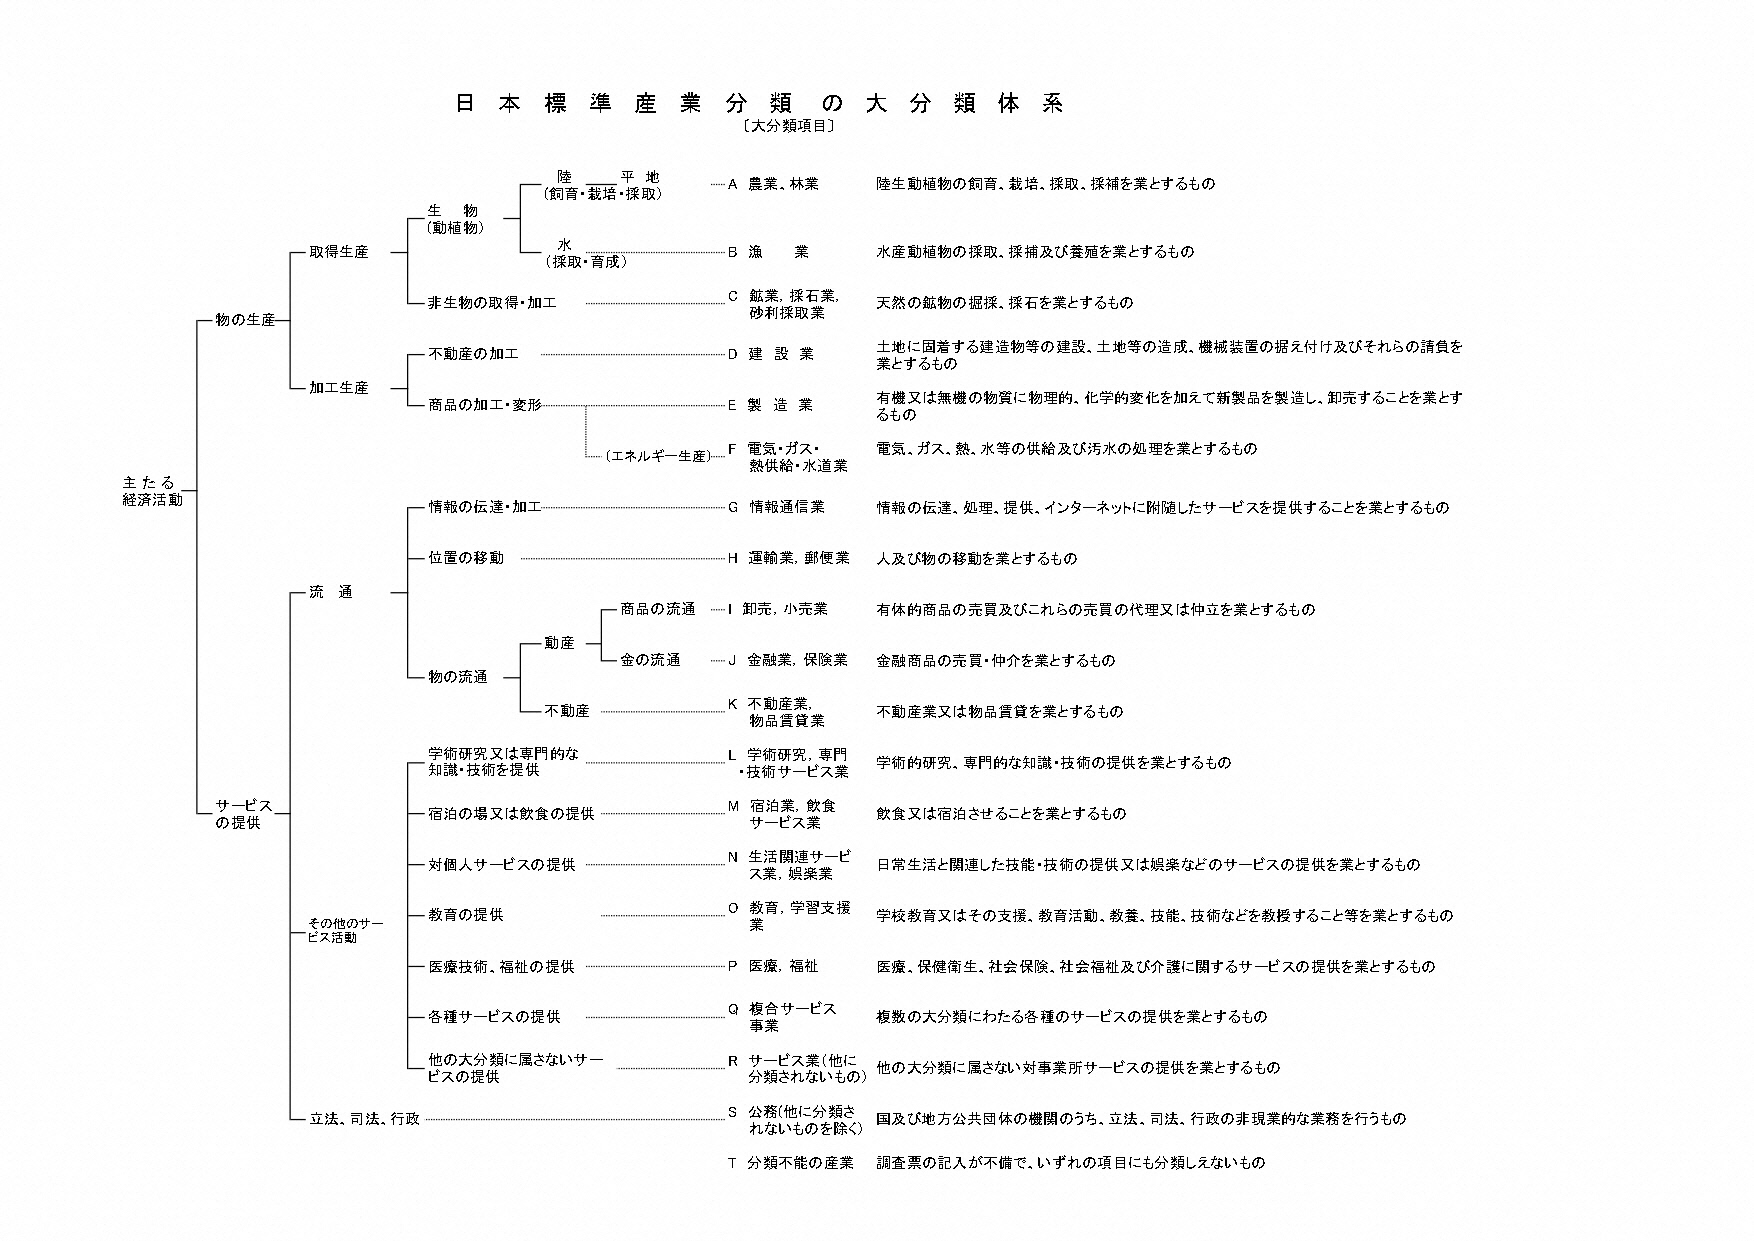 日本標準産業分類の大分類体系
〔大分類項目〕
陸 平地
(飼育・栽培・採取)
A 農業、林業 陸生動植物の飼育、栽培、採取、採補を業とするもの
生物
(動植物)
水
(採取・育成)
B 漁業 水産動植物の採取、採補及び養殖を業とするもの
取得生産
非生物の取得・加工
C 鉱業, 採石業,
砂利採取業
天然の鉱物の掘採、採石を業とするもの
物の生産
不動産の加工 D 建設業
土地に固着する建造物等の建設、土地等の造成、機械装置の据え付け及びそれらの請負を
業とするもの
加工生産
商品の加工・変形 E 製造業
有機又は無機の物質に物理的、化学的変化を加えて新製品を製造し、卸売することを業とす
るもの
(エネルギー生産)
F 電気・ガス・
熱供給・水道業
電気、ガス、熱、水等の供給及び汚水の処理を業とするもの
主たる
経済活動
情報の伝達・加工 G 情報通信業 情報の伝達、処理、提供、インターネットに附随したサービスを提供することを業とするもの
位置の移動 H 運輸業, 郵便業 人及び物の移動を業とするもの
流通
商品の流通 I 卸売, 小売業 有体的商品の売買及びこれらの売買の代理又は仲立を業とするもの
動産
金の流通 J 金融業, 保険業 金融商品の売買・仲介を業とするもの
物の流通
不動産
K 不動産業,
物品賃貸業
不動産業又は物品賃貸を業とするもの
学術研究又は専門的な
知識・技術を提供
L 学術研究, 専門
・技術サービス業
学術的研究、専門的な知識・技術の提供を業とするもの
サービス
の提供
宿泊の場又は飲食の提供
M 宿泊業, 飲食
サービス業
飲食又は宿泊させることを業とするもの
対個人サービスの提供
N 生活関連サービ
ス業, 娯楽業
日常生活と関連した技能・技術の提供又は娯楽などのサービスの提供を業とするもの
その他のサー
ビス活動
教育の提供
O 教育, 学習支援
業
学校教育又はその支援、教育活動、教養、技能、技術などを教授すること等を業とするもの
医療技術、福祉の提供 P 医療, 福祉 医療、保健衛生、社会保険、社会福祉及び介護に関するサービスの提供を業とするもの
各種サービスの提供
Q 複合サービス
事業
複数の大分類にわたる各種のサービスの提供を業とするもの
他の大分類に属さないサー
ビスの提供
R サービス業(他に
分類されないもの)
他の大分類に属さない対事業所サービスの提供を業とするもの
立法、司法、行政
S 公務(他に分類さ
れないものを除く)
国及び地方公共団体の機関のうち、立法、司法、行政の非現業的な業務を行うもの
T 分類不能の産業 調査票の記入が不備で、いずれの項目にも分類しえないもの